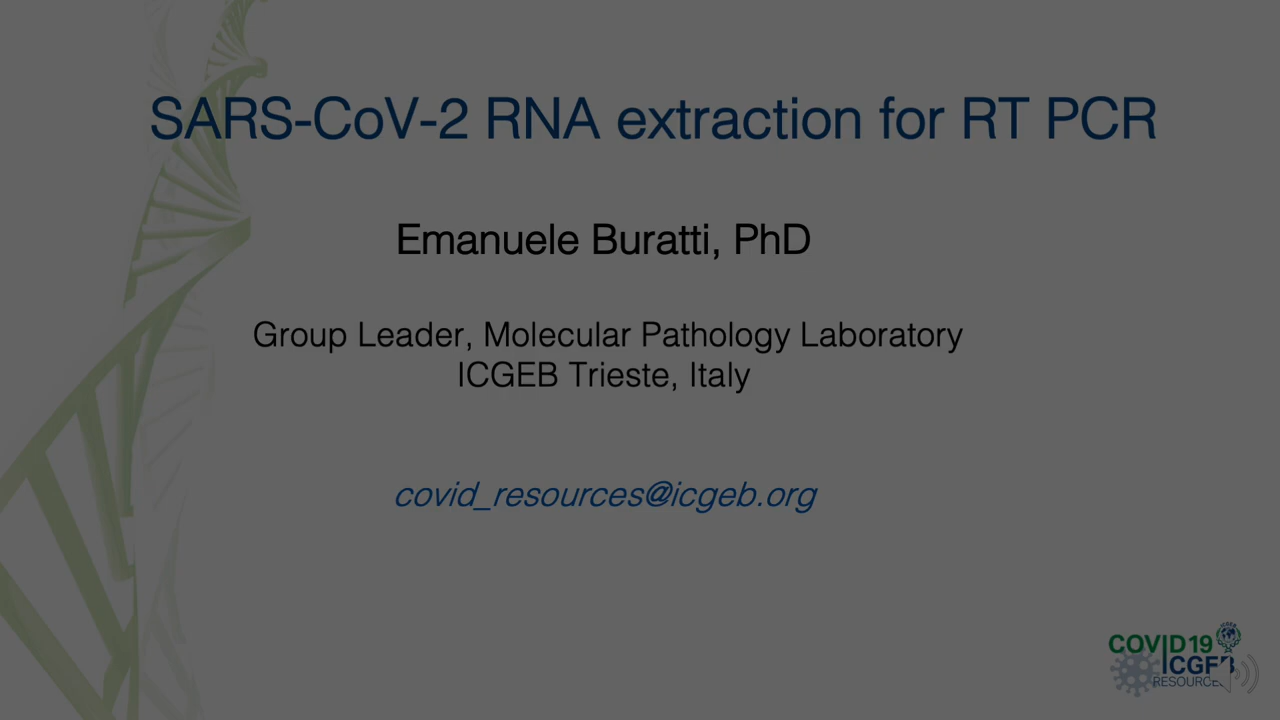 SARS-CoV-2 RNA extraction for RT PCR
Emanuele Buratti, PhD
Group Leader, Molecular Pathology Laboratory
ICGEB Trieste, Italy
covid_resources@icgeb.org
COVID19
ICGEB